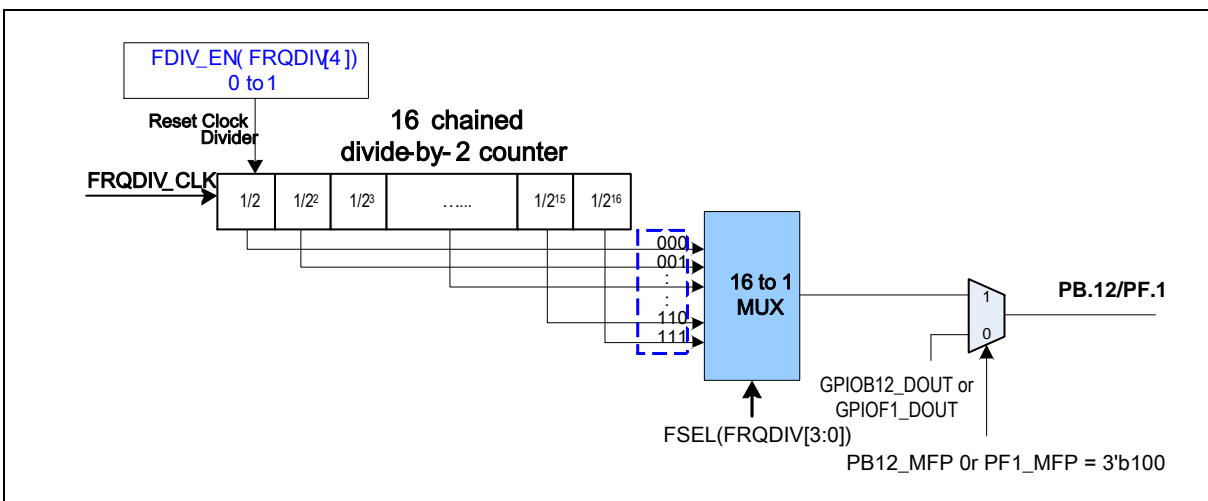 FDIV_EN( FRQDIV[4])
0 to 1
Reset Clock
Divider
16 chained
divide-by-2 counter
FRQDIV_CLK
1/2
1/2²
1/2³
…...
1/2¹⁵
1/2¹⁶
000
001
:
:
110
111
16 to 1
MUX
1
0
PB.12/PF.1
GPIOB12_DOUT or
GPIOF1_DOUT
FSEL(FRQDIV[3:0])
PB12_MFP 0r PF1_MFP = 3'b100